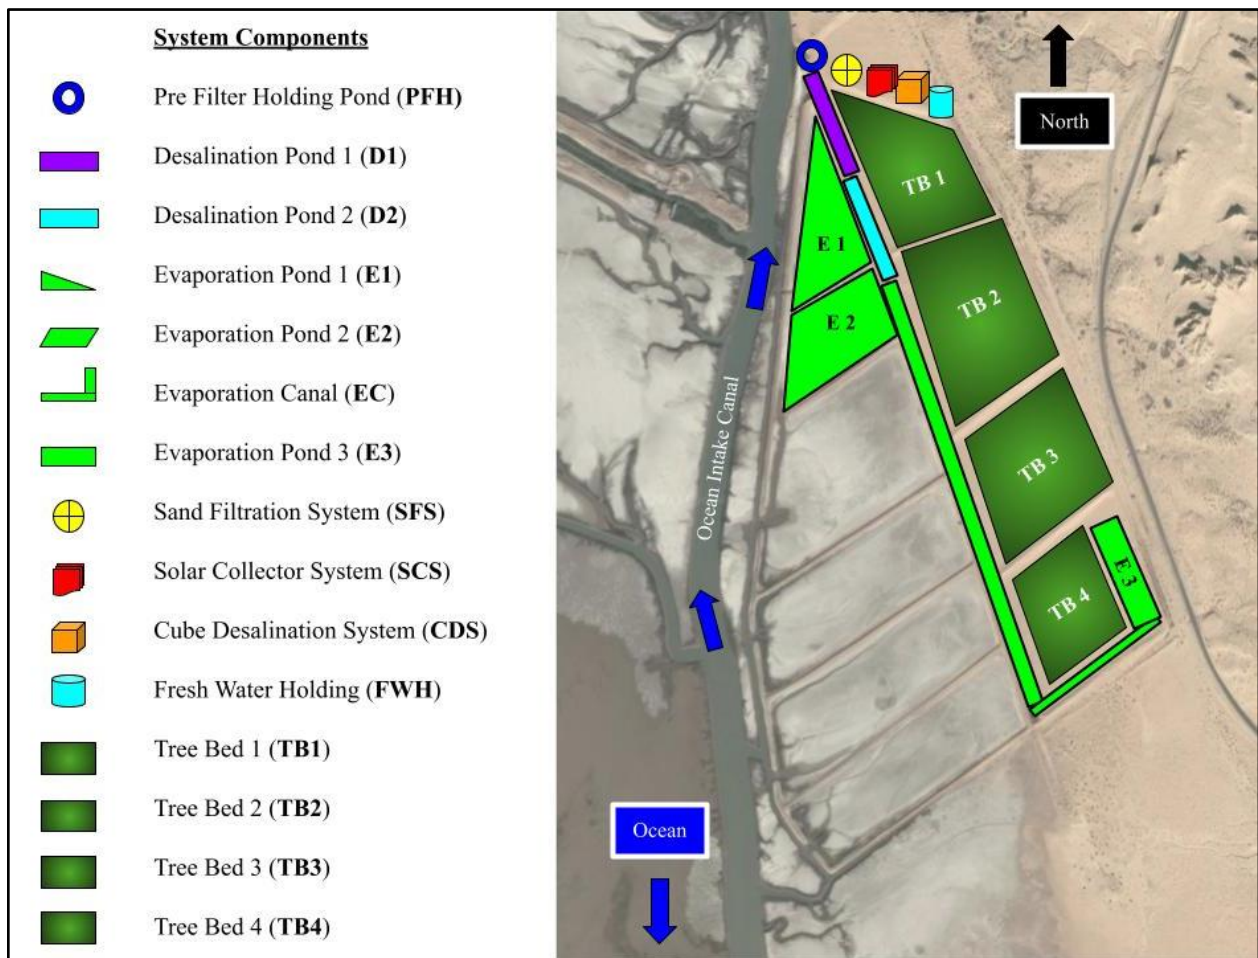 System Components
Pre Filter Holding Pond (PFH)
Desalination Pond 1 (D1)
Desalination Pond 2 (D2)
Evaporation Pond 1 (E1)
Evaporation Pond 2 (E2)
Evaporation Canal (EC)
Evaporation Pond 3 (E3)
Sand Filtration System (SFS)
Solar Collector System (SCS)
Cube Desalination System (CDS)
Fresh Water Holding (FWH)
Tree Bed 1 (TB1)
Tree Bed 2 (TB2)
Tree Bed 3 (TB3)
Tree Bed 4 (TB4)
North
TB 1
E 1
TB 2
E 2
Ocean Intake Canal
TB 3
E 3
TB 4
Ocean